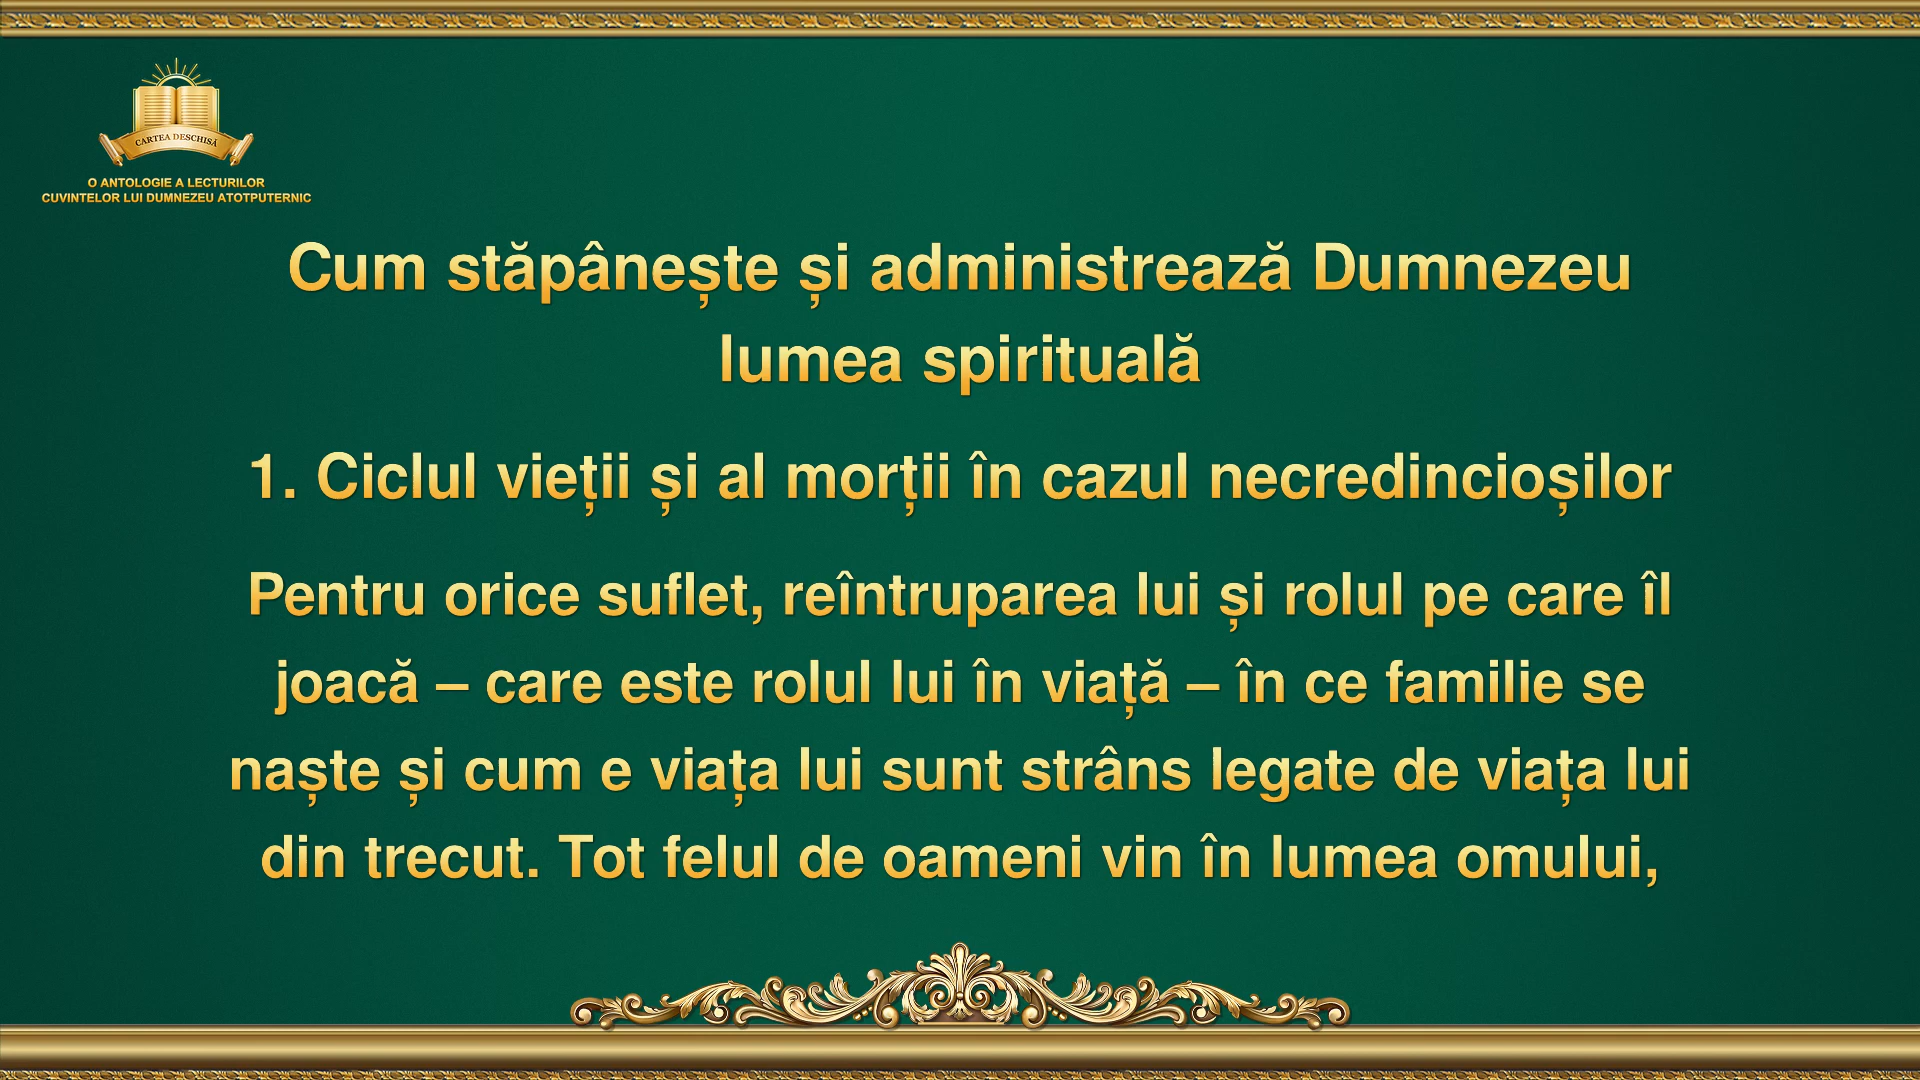 CARTEA DESCHISĂ
O ANTOLOGIE A LECTURILOR
CUVINTELOR LUI DUMNEZEU ATOTPUTERNIC
Cum stăpânește și administrează Dumnezeu
lumea spirituală
1. Ciclul vieții și al morții în cazul necredincioșilor
Pentru orice suflet, reîntruparea lui și rolul pe care îl
joacă – care este rolul lui în viață – în ce familie se
naște și cum e viața lui sunt strâns legate de viața lui
din trecut. Tot felul de oameni vin în lumea omului,